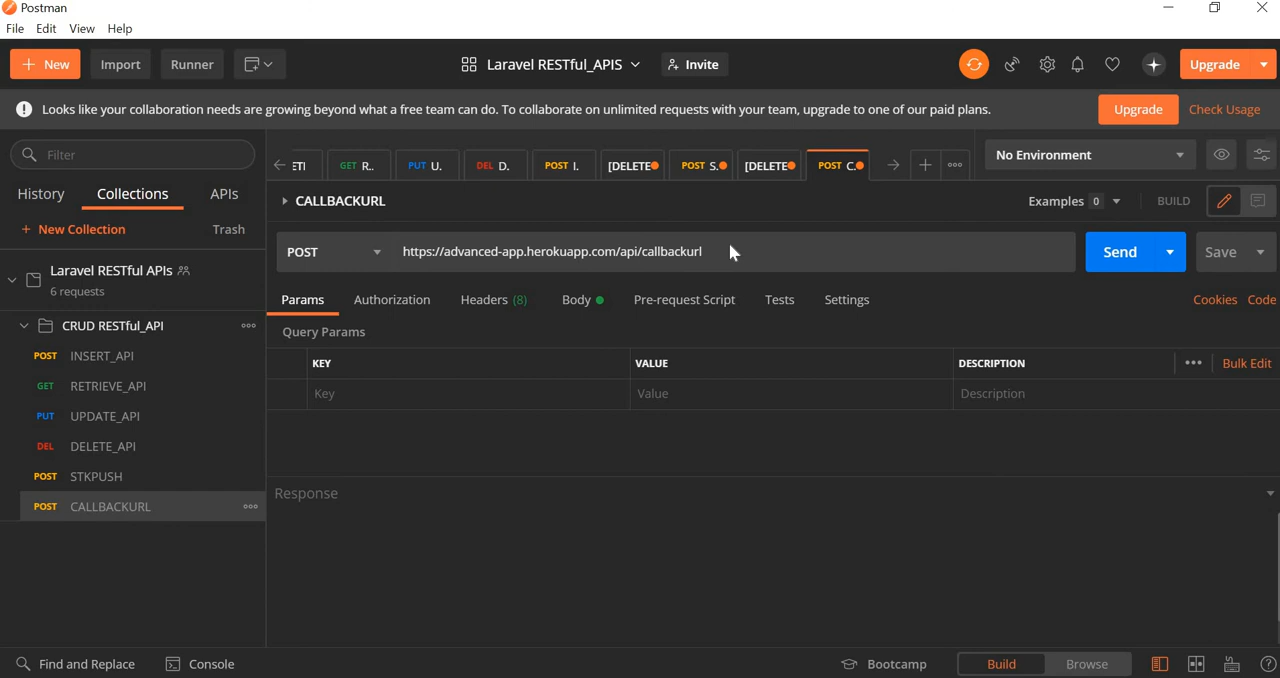 Postman
File Edit View Help
+ New Import Runner Laravel RESTful_APIS Invite Upgrade
Looks like your collaboration needs are growing beyond what a free team can do. To collaborate on unlimited requests with your team, upgrade to one of our paid plans. Upgrade Check Usage
Filter
ETI GET R.. PUT U. DEL D. POST I. [DELETE POST S. [DELETE POST C. + No Environment
History Collections APIs
CALLBACKURL Examples 0 BUILD
+ New Collection Trash
POST https://advanced-app.herokuapp.com/api/callbackurl Send Save
Laravel RESTful APIs
6 requests
Params Authorization Headers (8) Body Pre-request Script Tests Settings Cookies Code
CRUD RESTful_API
Query Params
POST INSERT_API
KEY VALUE DESCRIPTION Bulk Edit
GET RETRIEVE_API
Key Value Description
PUT UPDATE_API
DEL DELETE_API
POST STKPUSH
Response
POST CALLBACKURL
Find and Replace Console Bootcamp Build Browse